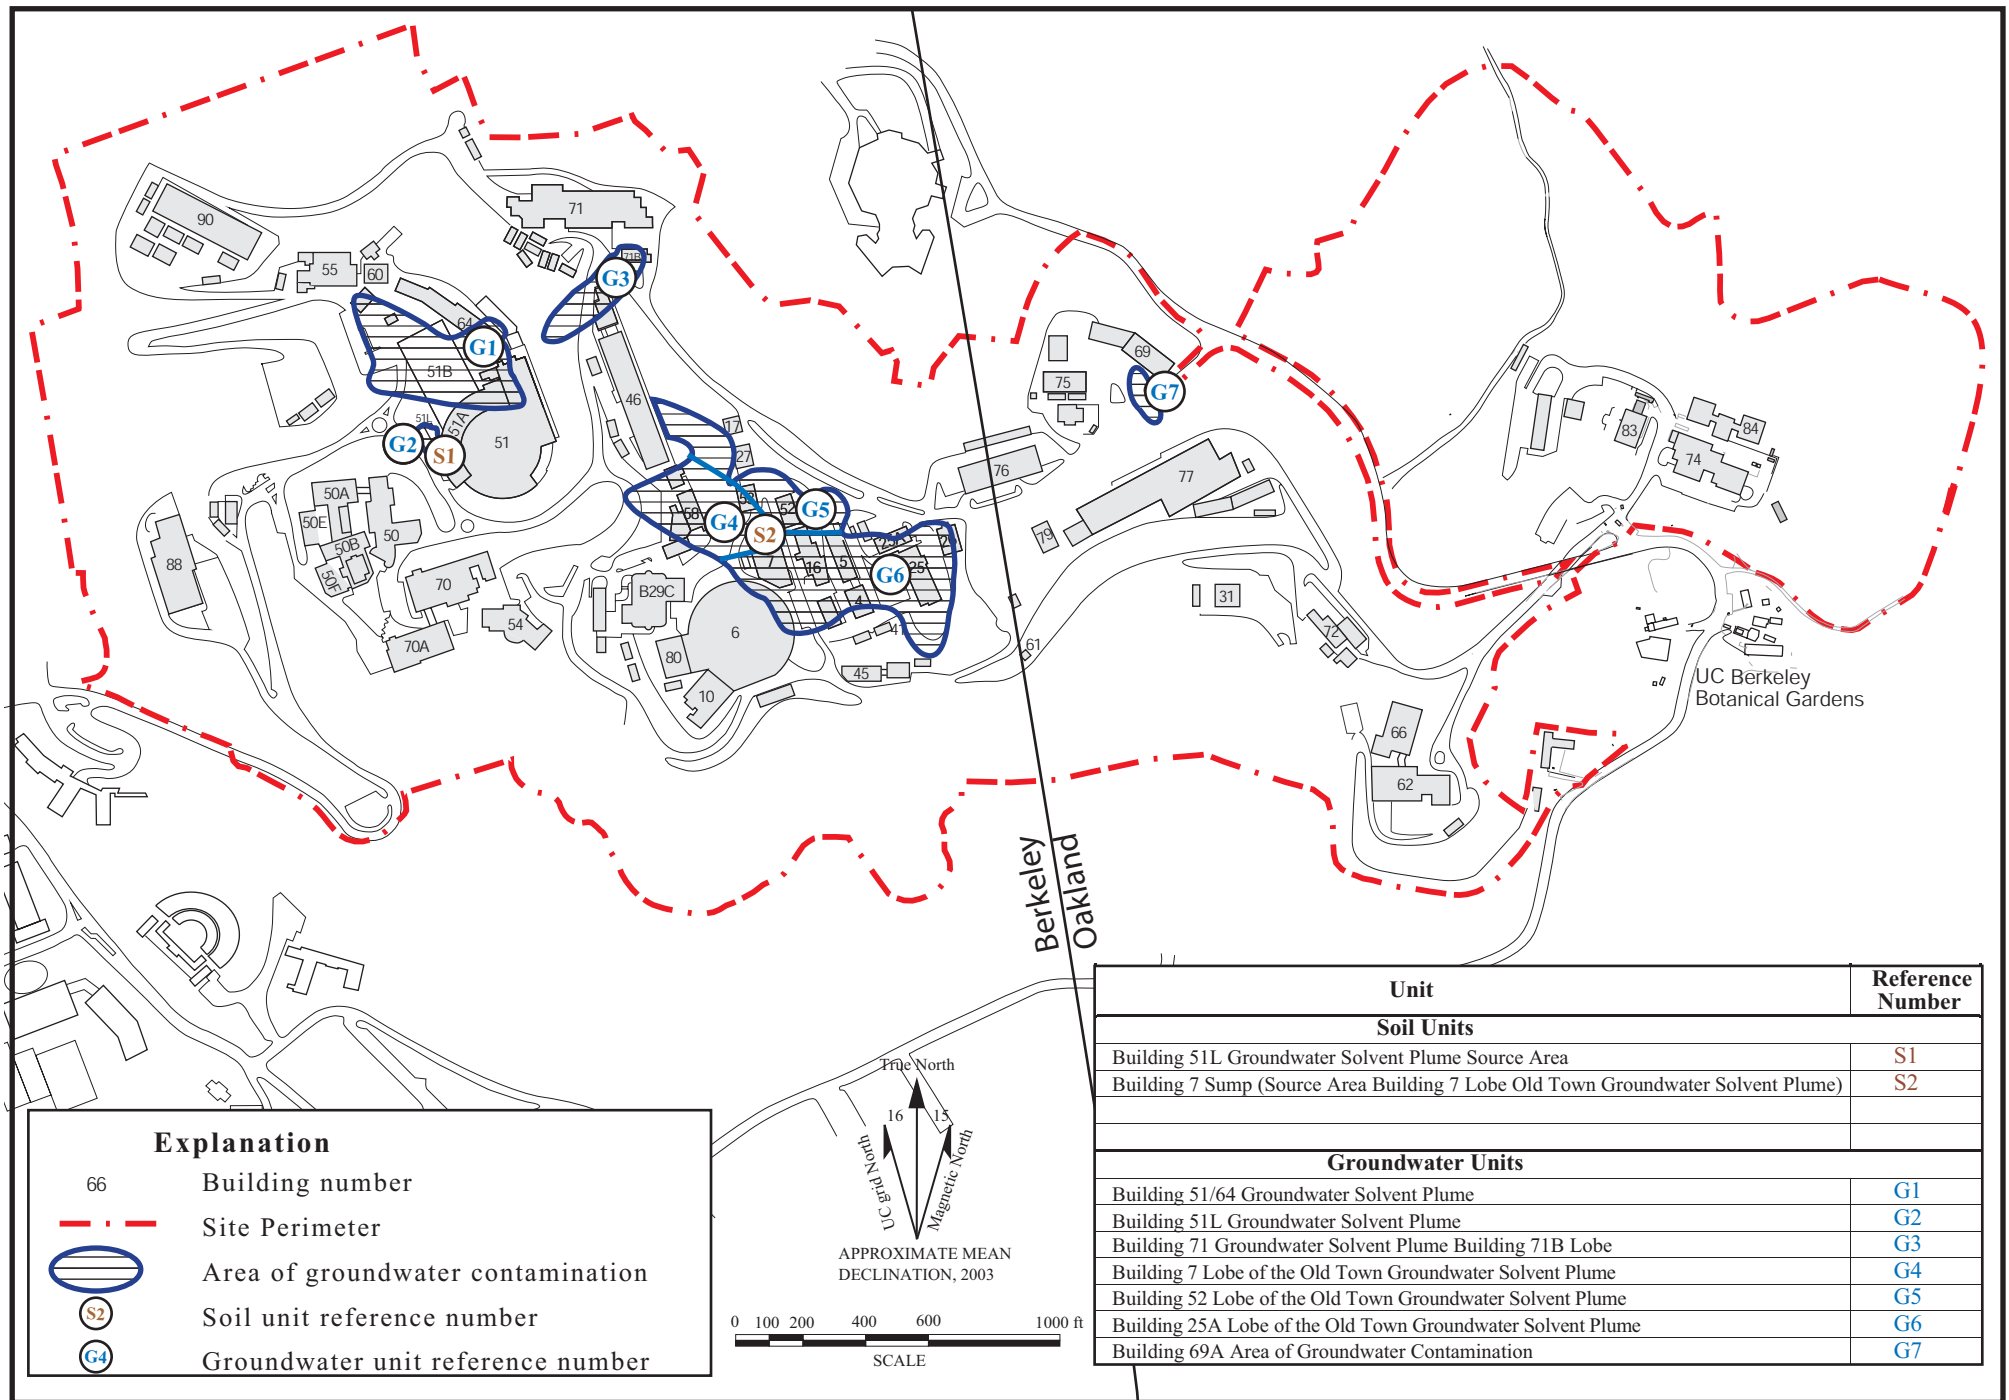 71
90
71B
55
60
G3
64
G1
51B
69
75
G7
46
51L
51A
17
83
84
G2
S1
51
27
76
77
74
50A
53
52
G5
50E
58
G4
S2
50
79
50B
25A
88
7
16
5
G6
25
50F
70
B29C
4
31
54
6
41
72
70A
80
61
45
10
UC Berkeley
Botanical Gardens
66
62
Berkeley
Oakland
Unit
Reference
Number
Soil Units
Building 51L Groundwater Solvent Plume Source Area S1
Building 7 Sump (Source Area Building 7 Lobe Old Town Groundwater Solvent Plume) S2
Groundwater Units
Building 51/64 Groundwater Solvent Plume G1
Building 51L Groundwater Solvent Plume G2
Building 71 Groundwater Solvent Plume Building 71B Lobe G3
Building 7 Lobe of the Old Town Groundwater Solvent Plume G4
Building 52 Lobe of the Old Town Groundwater Solvent Plume G5
Building 25A Lobe of the Old Town Groundwater Solvent Plume G6
Building 69A Area of Groundwater Contamination G7
True North
16 15
UC grid North
Magnetic North
APPROXIMATE MEAN
DECLINATION, 2003
0 100 200 400 600 1000 ft
SCALE
Explanation
66 Building number
Site Perimeter
Area of groundwater contamination
S2 Soil unit reference number
G4 Groundwater unit reference number